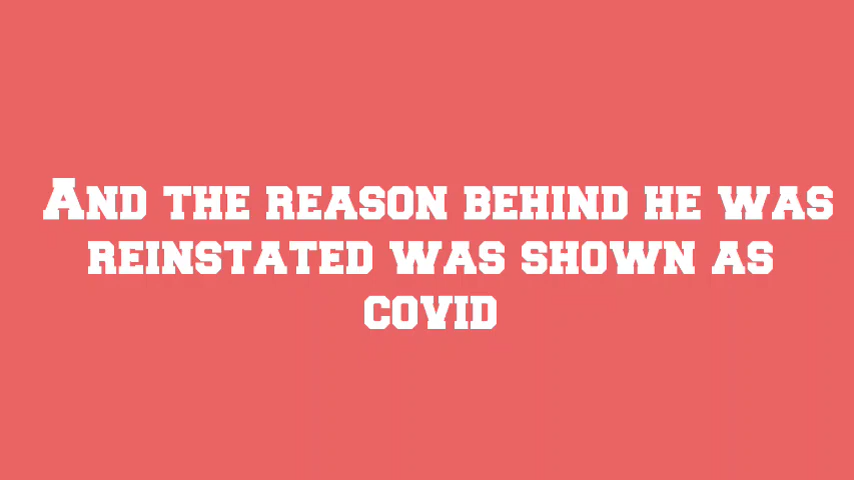 And the reason behind he was
reinstated was shown as
covid